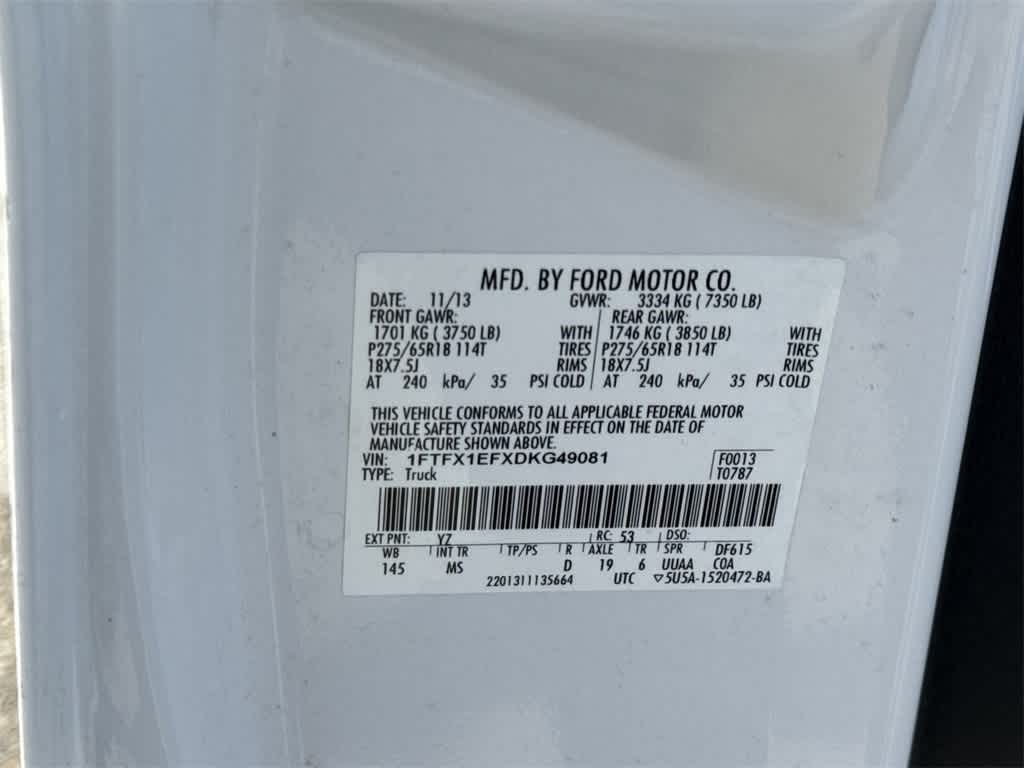 MFD. BY FORD MOTOR CO.
DATE: 11/13 GVWR: 3334 KG ( 7350 LB)
FRONT GAWR: REAR GAWR:
1701 KG ( 3750 LB) WITH 1746 KG ( 3850 LB) WITH
P275/65R18 114T TIRES P275/65R18 114T TIRES
18X7.5J RIMS 18X7.5J RIMS
AT 240 kPa/ 35 PSI COLD AT 240 kPa/ 35 PSI COLD
THIS VEHICLE CONFORMS TO ALL APPLICABLE FEDERAL MOTOR
VEHICLE SAFETY STANDARDS IN EFFECT ON THE DATE OF
MANUFACTURE SHOWN ABOVE.
VIN: 1FTFX1EFXDKG49081 F0013
TYPE: Truck T0787
EXT PNT: YZ RC: 53 DSO:
WB INT TR TP/PS R AXLE TR SPR DF615
145 MS D 19 6 UUAA COA
2201311135664 UTC ▽5U5A-1520472-BA